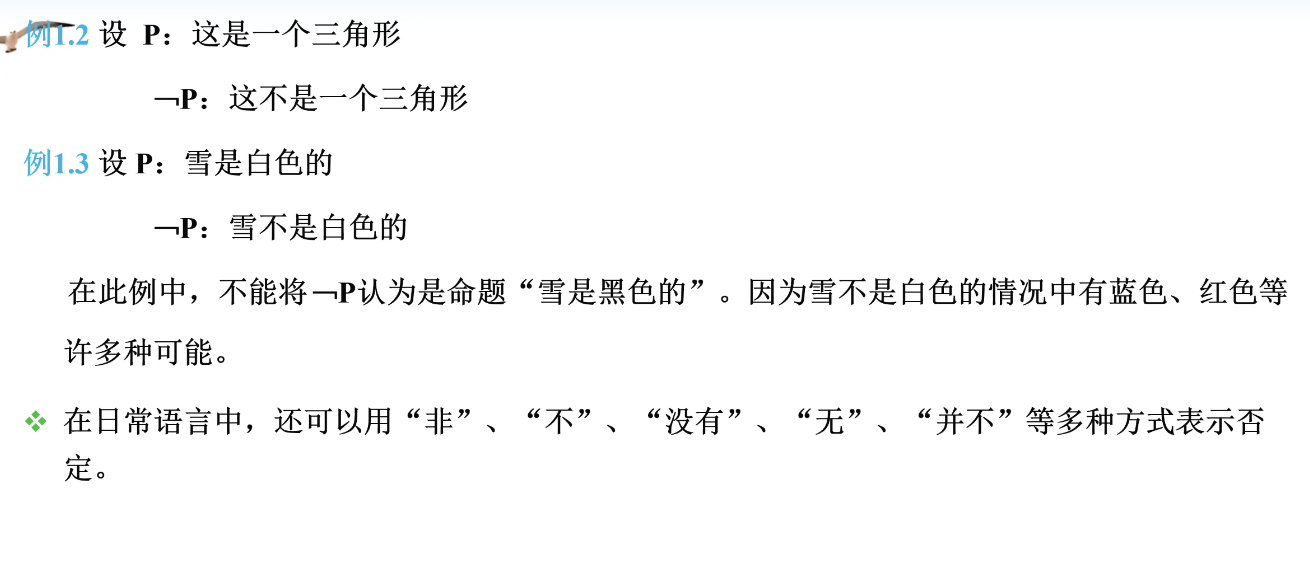 例1.2 设 P：这是一个三角形
¬P：这不是一个三角形
例1.3 设 P：雪是白色的
¬P：雪不是白色的
在此例中，不能将¬P认为是命题“雪是黑色的”。因为雪不是白色的情况中有蓝色、红色等
许多种可能。
在日常语言中，还可以用“非”、“不”、“没有”、“无”、“并不”等多种方式表示否
定。